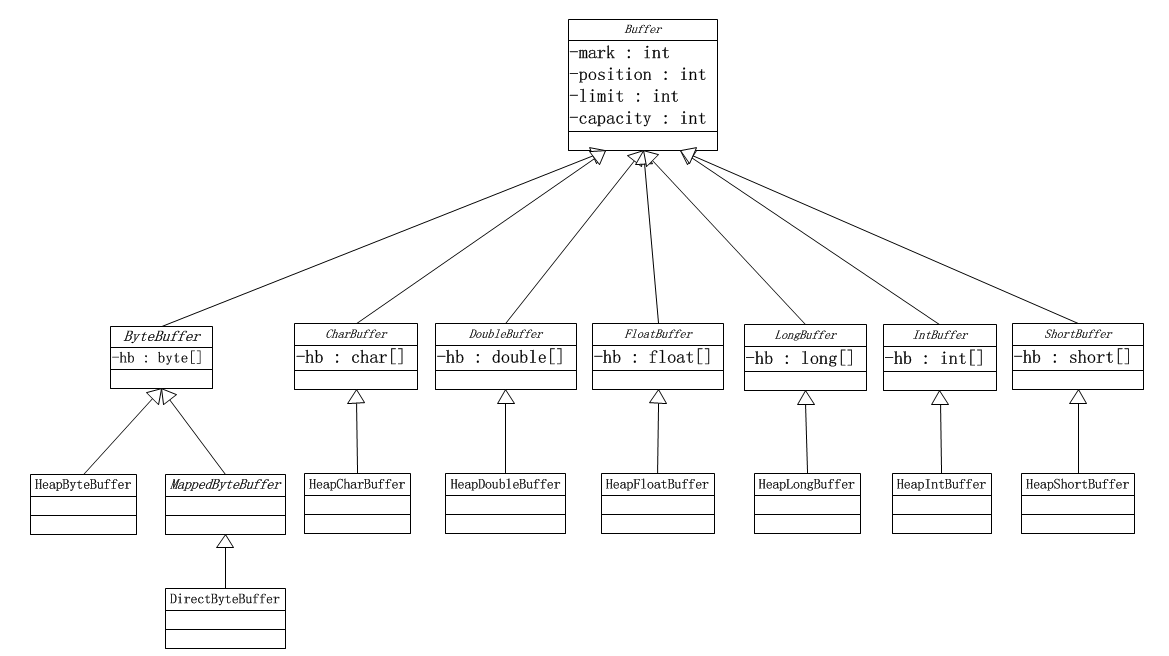 Buffer
-mark : int
-position : int
-limit : int
-capacity : int
ByteBuffer
-hb : byte[]
CharBuffer
-hb : char[]
DoubleBuffer
-hb : double[]
FloatBuffer
-hb : float[]
LongBuffer
-hb : long[]
IntBuffer
-hb : int[]
ShortBuffer
-hb : short[]
HeapByteBuffer
MappedByteBuffer
HeapCharBuffer
HeapDoubleBuffer
HeapFloatBuffer
HeapLongBuffer
HeapIntBuffer
HeapShortBuffer
DirectByteBuffer